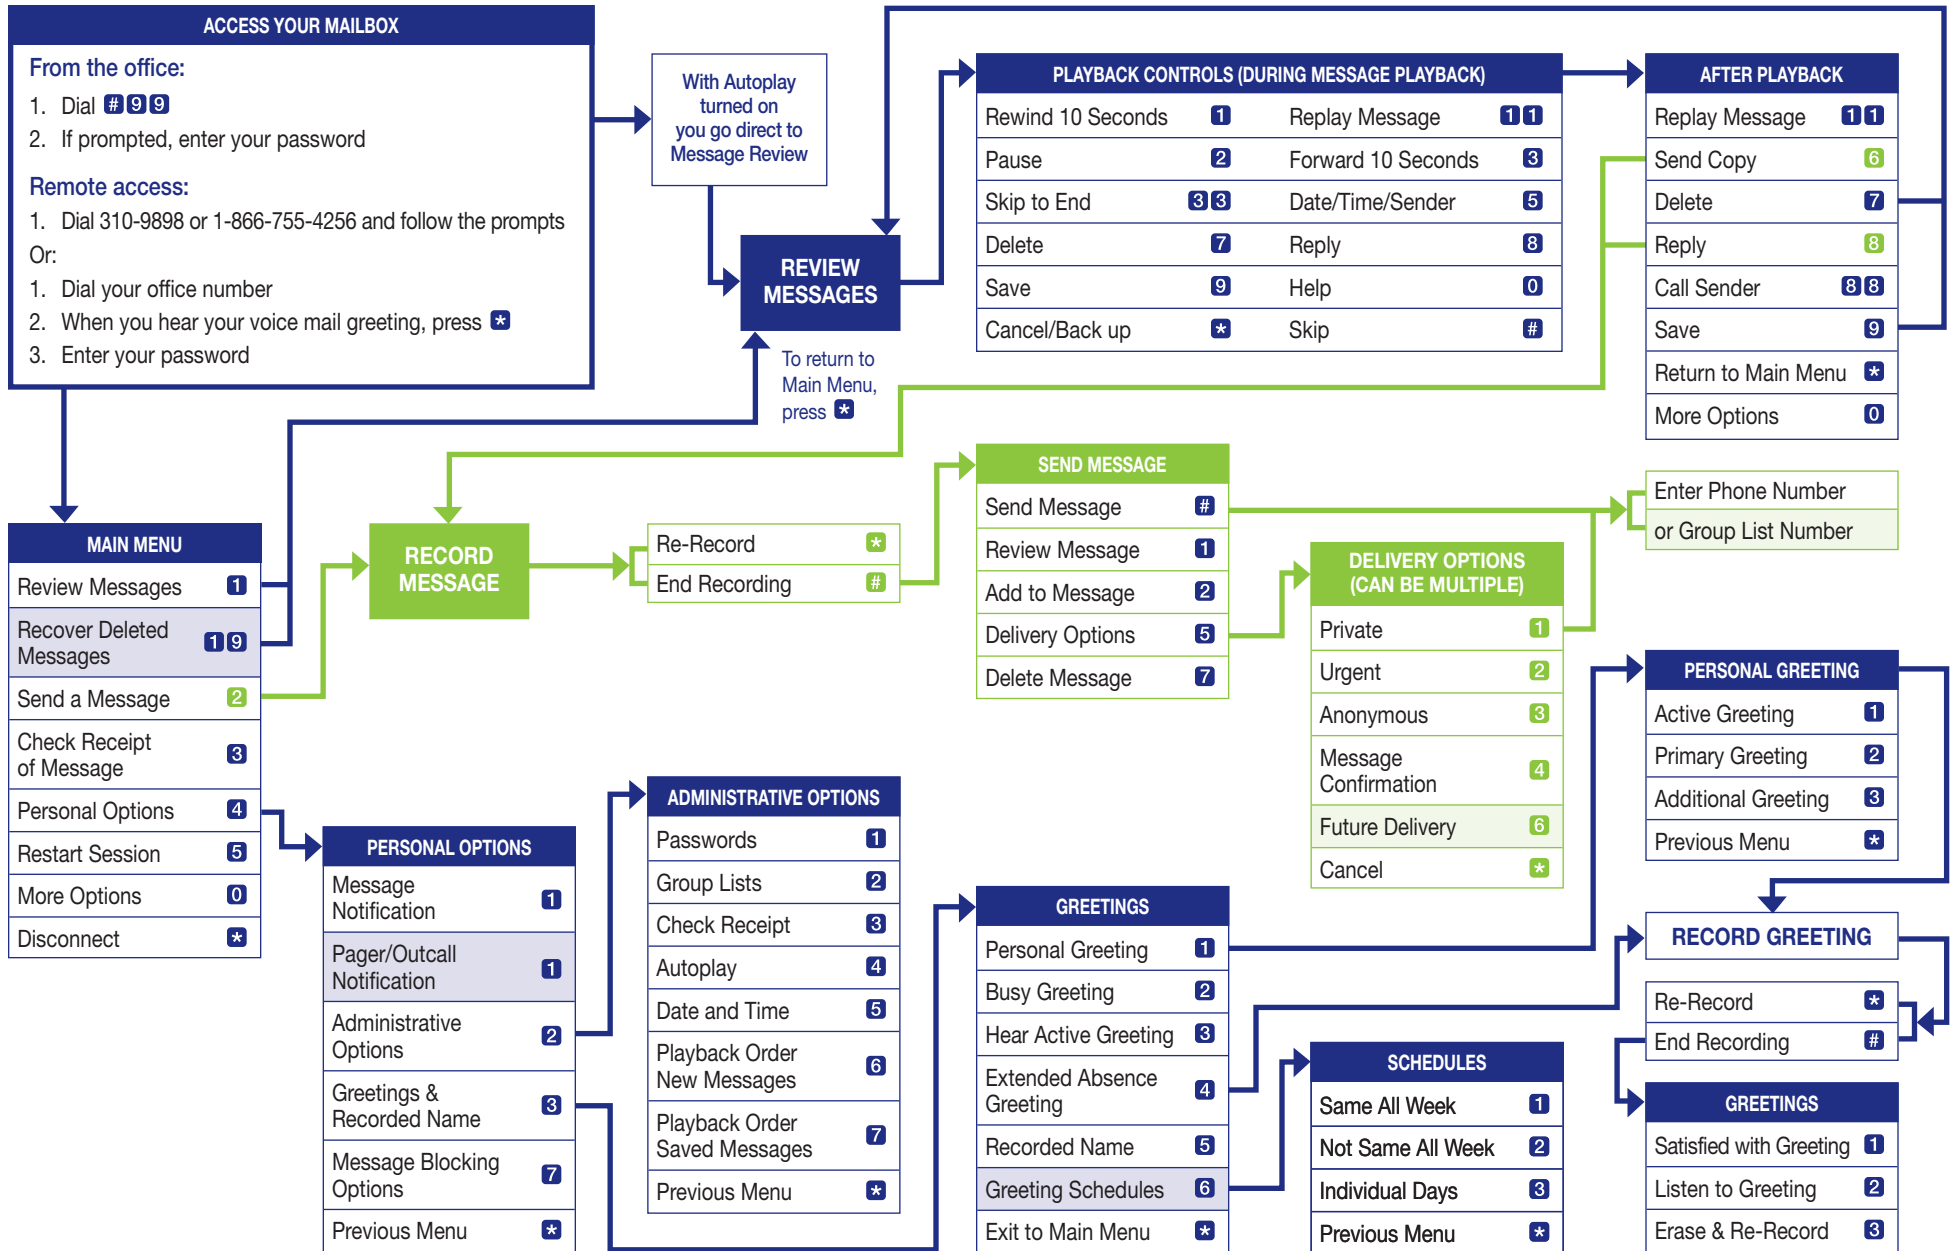 ACCESS YOUR MAILBOX
From the office:
1. Dial # 9 9
2. If prompted, enter your password
Remote access:
1. Dial 310-9898 or 1-866-755-4256 and follow the prompts
Or:
1. Dial your office number
2. When you hear your voice mail greeting, press *
3. Enter your password
With Autoplay
turned on
you go direct to
Message Review
REVIEW
MESSAGES
To return to
Main Menu,
press *
PLAYBACK CONTROLS (DURING MESSAGE PLAYBACK)
Rewind 10 Seconds 1 Replay Message 1 1
Pause 2 Forward 10 Seconds 3
Skip to End 3 3 Date/Time/Sender 5
Delete 7 Reply 8
Save 9 Help 0
Cancel/Back up * Skip #
AFTER PLAYBACK
Replay Message 1 1
Send Copy 6
Delete 7
Reply 8
Call Sender 8 8
Save 9
Return to Main Menu *
More Options 0
MAIN MENU
Review Messages 1
Recover Deleted
Messages 1 9
Send a Message 2
Check Receipt
of Message 3
Personal Options 4
Restart Session 5
More Options 0
Disconnect *
RECORD
MESSAGE
Re-Record *
End Recording #
SEND MESSAGE
Send Message #
Review Message 1
Add to Message 2
Delivery Options 5
Delete Message 7
DELIVERY OPTIONS
(CAN BE MULTIPLE)
Private 1
Urgent 2
Anonymous 3
Message
Confirmation 4
Future Delivery 6
Cancel *
Enter Phone Number
or Group List Number
PERSONAL OPTIONS
Message
Notification 1
Pager/Outcall
Notification 1
Administrative
Options 2
Greetings &
Recorded Name 3
Message Blocking
Options 7
Previous Menu *
ADMINISTRATIVE OPTIONS
Passwords 1
Group Lists 2
Check Receipt 3
Autoplay 4
Date and Time 5
Playback Order
New Messages 6
Playback Order
Saved Messages 7
Previous Menu *
GREETINGS
Personal Greeting 1
Busy Greeting 2
Hear Active Greeting 3
Extended Absence
Greeting 4
Recorded Name 5
Greeting Schedules 6
Exit to Main Menu *
SCHEDULES
Same All Week 1
Not Same All Week 2
Individual Days 3
Previous Menu *
PERSONAL GREETING
Active Greeting 1
Primary Greeting 2
Additional Greeting 3
Previous Menu *
RECORD GREETING
Re-Record *
End Recording #
GREETINGS
Satisfied with Greeting 1
Listen to Greeting 2
Erase & Re-Record 3